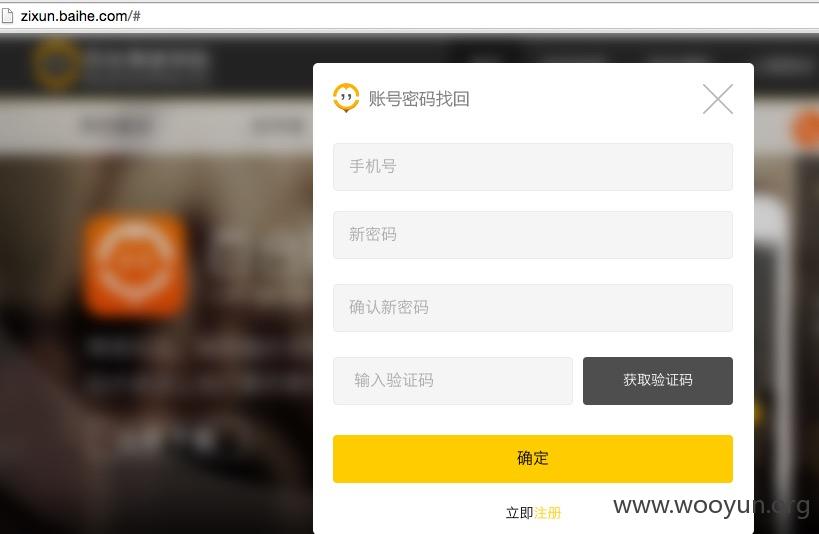 zixun.baihe.com/#
账号密码找回
手机号
新密码
确认新密码
输入验证码
获取验证码
确定
立即注册
www.wooyun.org